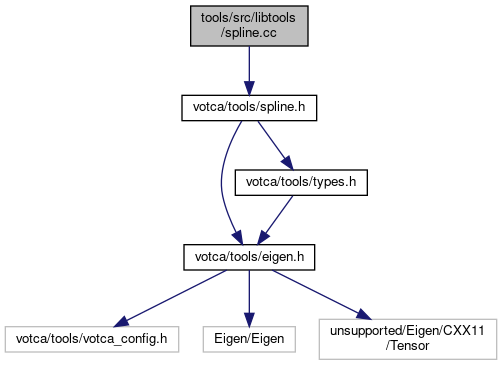 tools/src/libtools
/spline.cc
votca/tools/spline.h
votca/tools/types.h
votca/tools/eigen.h
votca/tools/votca_config.h
Eigen/Eigen
unsupported/Eigen/CXX11
/Tensor